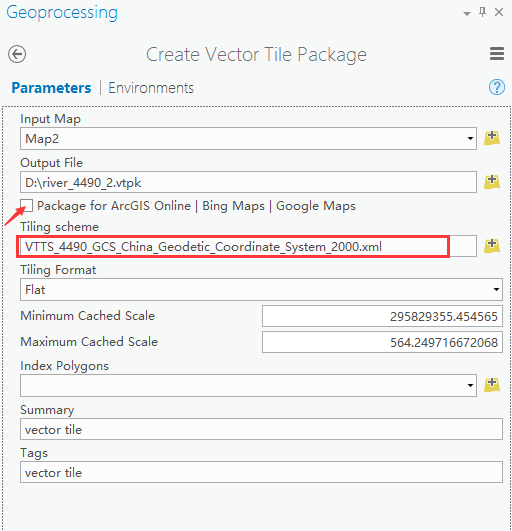 Geoprocessing
Create Vector Tile Package
Parameters | Environments
?
Input Map
Map2
Output File
D:\river_4490_2.vtpk
Package for ArcGIS Online | Bing Maps | Google Maps
Tiling scheme
VTTS_4490_GCS_China_Geodetic_Coordinate_System_2000.xml
Tiling Format
Flat
Minimum Cached Scale 295829355.454565
Maximum Cached Scale 564.249716672068
Index Polygons
Summary
vector tile
Tags
vector tile